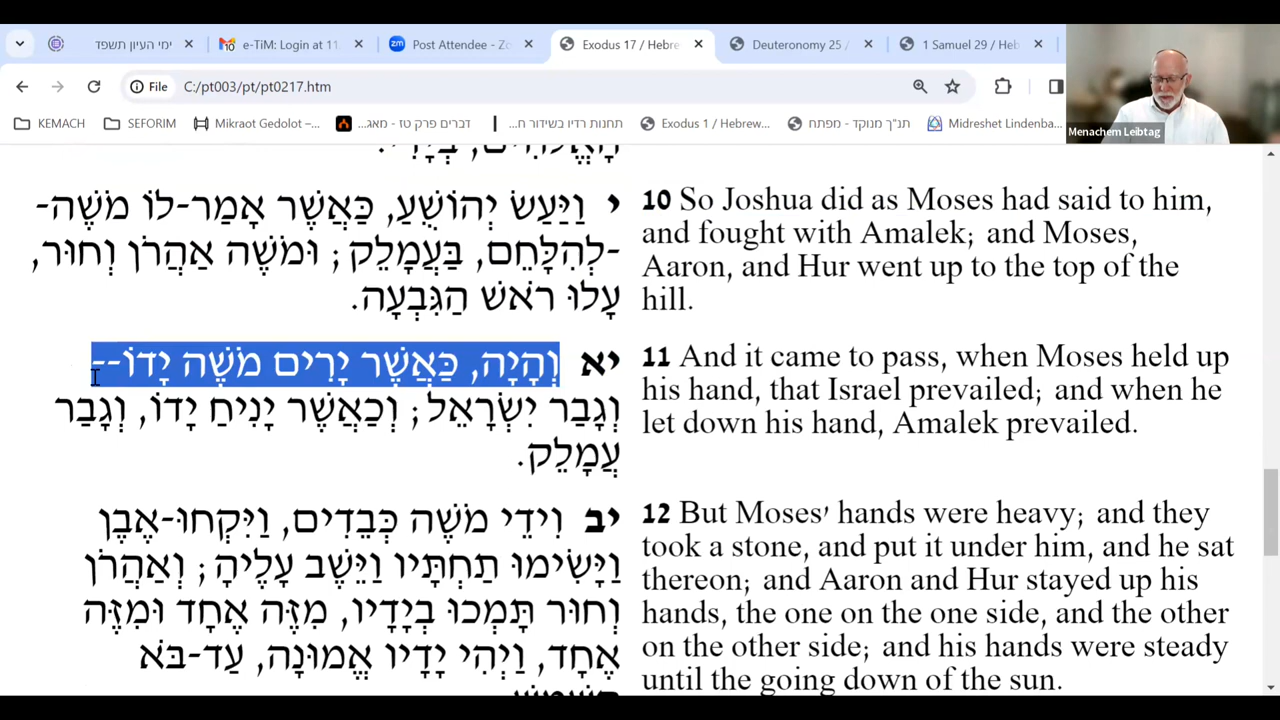 ימי העיון תשפד
e-TiM: Login at 11
Post Attendee - Zo
Exodus 17 / Hebre
Deuteronomy 25 /
1 Samuel 29 / Heb
File C:/pt003/pt/pt0217.htm
KEMACH
SEFORIM
Mikraot Gedolot –...
דברים פרק טז - מאג...
תחנות רדיו בשידור ח...
Exodus 1 / Hebrew...
תנ"ך מנוקד - מפתח
Midreshet Lindenba...
Menachem Leibtag
הָאֱלֹהִים, בְּיָדִי.
י וַיַּעַשׂ יְהוֹשֻׁעַ, כַּאֲשֶׁר אָמַר-לוֹ מֹשֶׁה-
-לְהִלָּחֵם, בַּעֲמָלֵק; וּמֹשֶׁה אַהֲרֹן וְחוּר,
עָלוּ רֹאשׁ הַגִּבְעָה.
10 So Joshua did as Moses had said to him,
and fought with Amalek; and Moses,
Aaron, and Hur went up to the top of the
hill.
יא וְהָיָה, כַּאֲשֶׁר יָרִים מֹשֶׁה יָדוֹ--
וְגָבַר יִשְׂרָאֵל; וְכַאֲשֶׁר יָנִיחַ יָדוֹ, וְגָבַר
עֲמָלֵק.
11 And it came to pass, when Moses held up
his hand, that Israel prevailed; and when he
let down his hand, Amalek prevailed.
יב וִידֵי מֹשֶׁה כְּבֵדִים, וַיִּקְחוּ-אֶבֶן
וַיָּשִׂימוּ תַחְתָּיו וַיֵּשֶׁב עָלֶיהָ; וְאַהֲרֹן
וְחוּר תָּמְכוּ בְיָדָיו, מִזֶּה אֶחָד וּמִזֶּה
אֶחָד, וַיְהִי יָדָיו אֱמוּנָה, עַד-בֹּא
12 But Moses' hands were heavy; and they
took a stone, and put it under him, and he sat
thereon; and Aaron and Hur stayed up his
hands, the one on the one side, and the other
on the other side; and his hands were steady
until the going down of the sun.